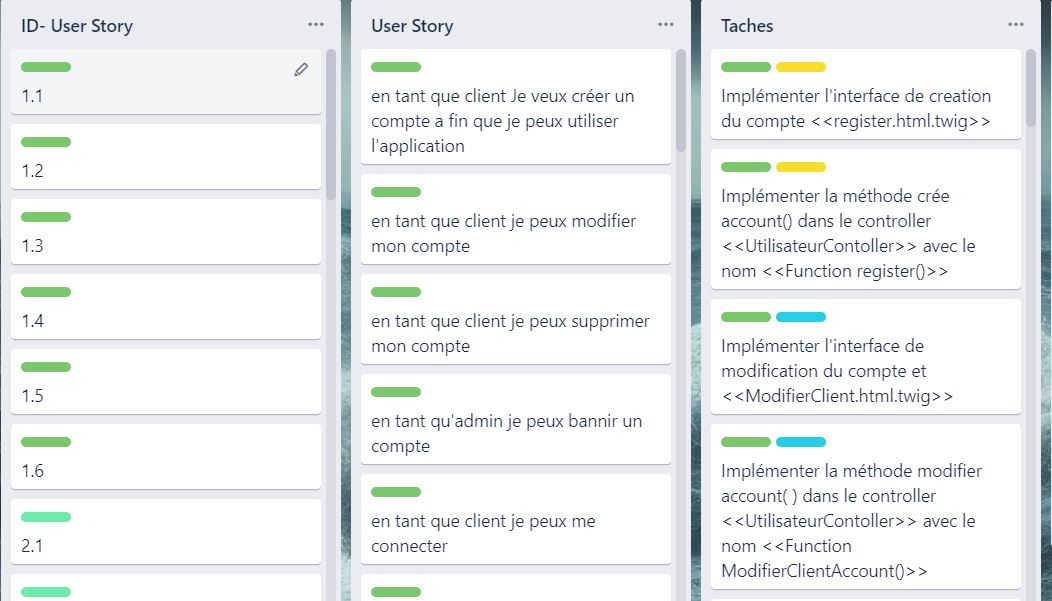 ID- User Story
1.1
1.2
1.3
1.4
1.5
1.6
2.1
User Story
en tant que client Je veux créer un
compte a fin que je peux utiliser
l'application
en tant que client je peux modifier
mon compte
en tant que client je peux supprimer
mon compte
en tant qu'admin je peux bannir un
compte
en tant que client je peux me
connecter
Taches
Implémenter l'interface de creation
du compte <<register.html.twig>>
Implémenter la méthode crée
account() dans le controller
<<UtilisateurContoller>> avec le
nom <<Function register()>>
Implémenter l'interface de
modification du compte et
<<ModifierClient.html.twig>>
Implémenter la méthode modifier
account( ) dans le controller
<<UtilisateurContoller>> avec le
nom <<Function
ModifierClientAccount()>>